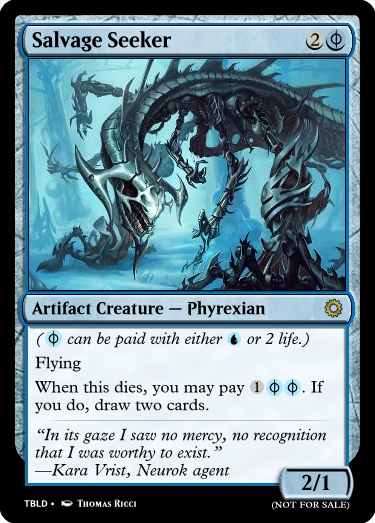 Salvage Seeker 2
Artifact Creature — Phyrexian
( can be paid with either or 2 life.)
Flying
When this dies, you may pay 1 . If
you do, draw two cards.
“In its gaze I saw no mercy, no recognition
that I was worthy to exist.”
—Kara Vrist, Neurok agent
2/1
TBLD • Thomas Ricci
(NOT FOR SALE)